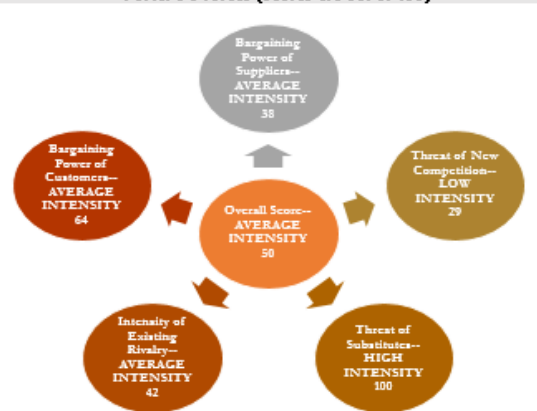 Bargaining
Power of
Suppliers--
AVERAGE
INTENSITY
38
Bargaining
Power of
Customers--
AVERAGE
INTENSITY
64
Threat of New
Competition--
LOW
INTENSITY
29
Overall Score--
AVERAGE
INTENSITY
50
Intensity of
Existing
Rivalry--
AVERAGE
INTENSITY
42
Threat of
Substitutes--
HIGH
INTENSITY
100